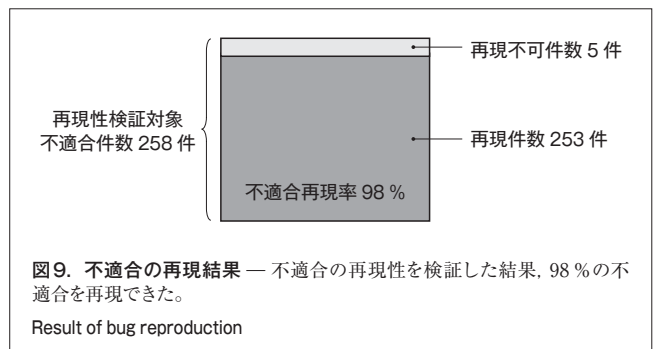 再現不可件数 5 件
再現性検証対象
不適合件数 258 件
再現件数 253 件
不適合再現率 98 %
図9. 不適合の再現結果 — 不適合の再現性を検証した結果，98 %の不
適合を再現できた。
Result of bug reproduction